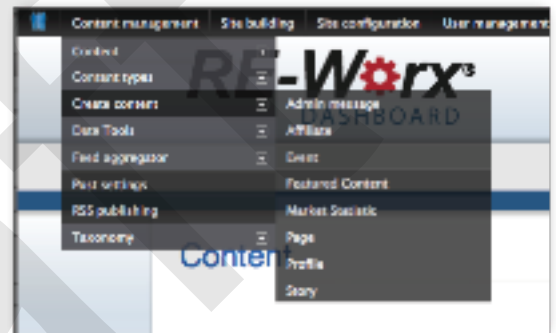 Content management Site building Site configuration User management
RE-Worx®
DASHBOARD
Content
Content types
Create content
Date Tools
Feed aggregator
Post settings
RSS publishing
Taxonomy
Admin message
Affiliate
Event
Featured Content
Market Statistic
Page
Profile
Story
Content